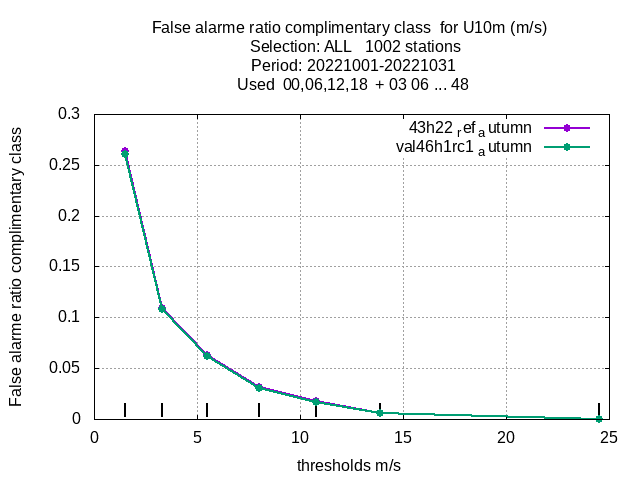 False alarme ratio complimentary class  for U10m (m/s)
Selection: ALL   1002 stations
Period: 20221001-20221031
Used  00,06,12,18  + 03 06 ... 48
43h22 ref autumn
val46h1rc1 autumn
False alarme ratio complimentary class
0.3
0.25
0.2
0.15
0.1
0.05
0
0 5 10 15 20 25
thresholds m/s